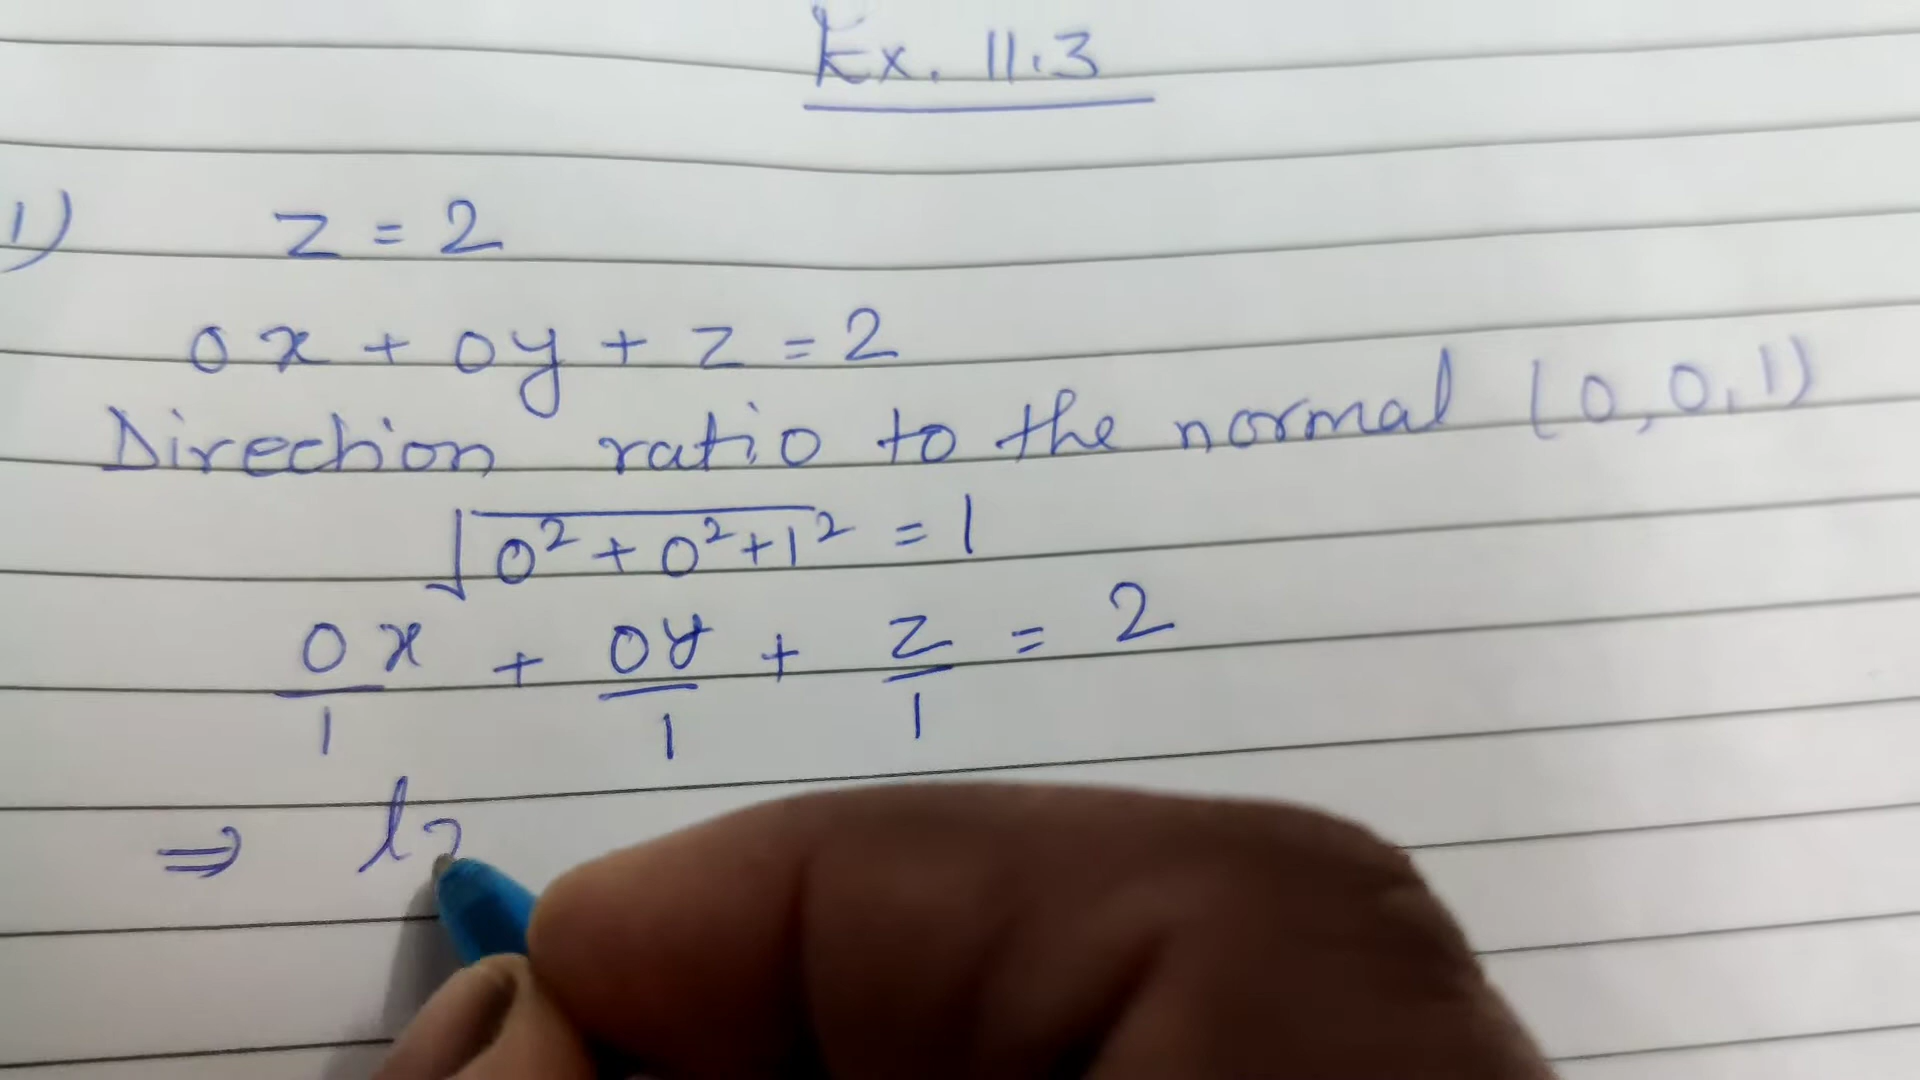 Ex. 11.3
1) z = 2
0x + 0y + z = 2
Direction ratio to the normal (0,0,1)
√0² + 0² + 1² = 1
0x/1 + 0y/1 + z/1 = 2
⇒ l